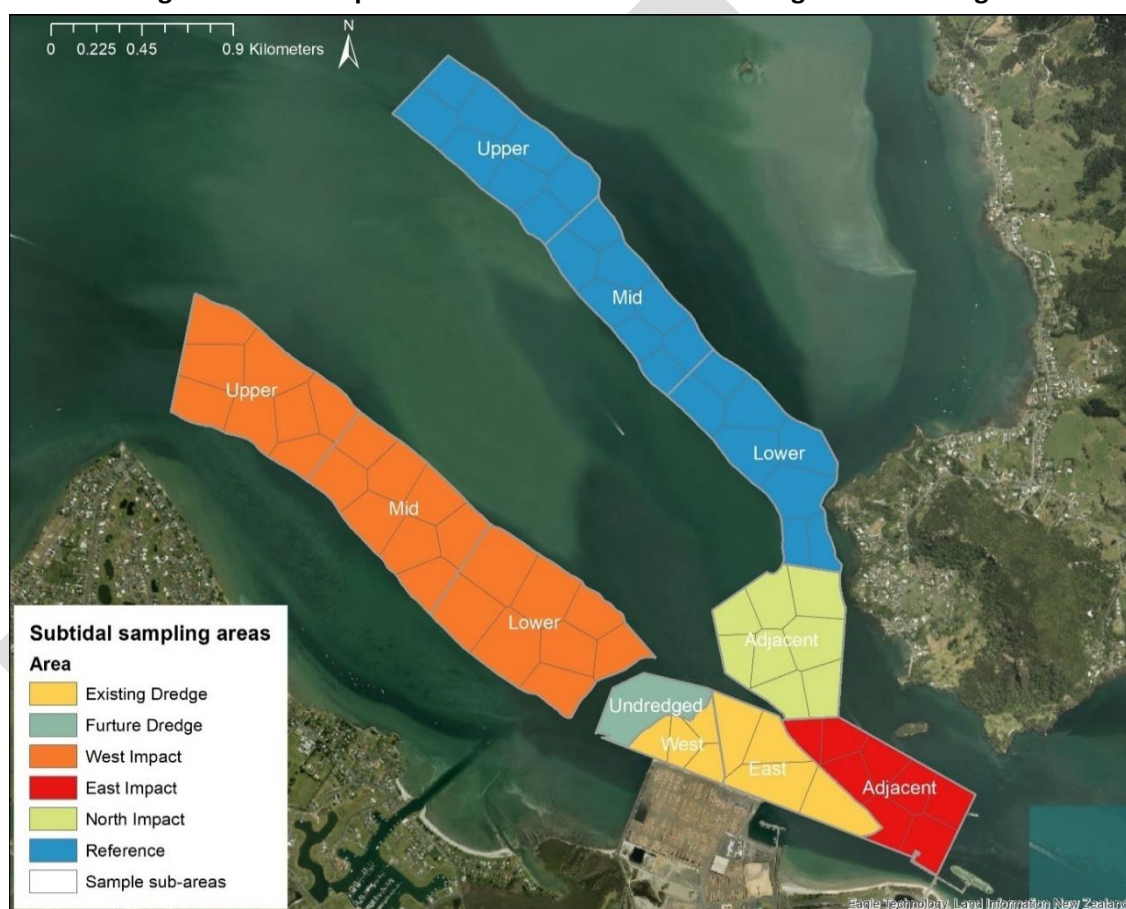 0 0.225 0.45 0.9 Kilometers
N
Upper
Mid
Upper
Lower
Mid
Lower
Adjacent
Undredged
West
East
Adjacent
Subtidal sampling areas
Area
Existing Dredge
Furture Dredge
West Impact
East Impact
North Impact
Reference
Sample sub-areas
Eagle Technology, Land Information New Zealand